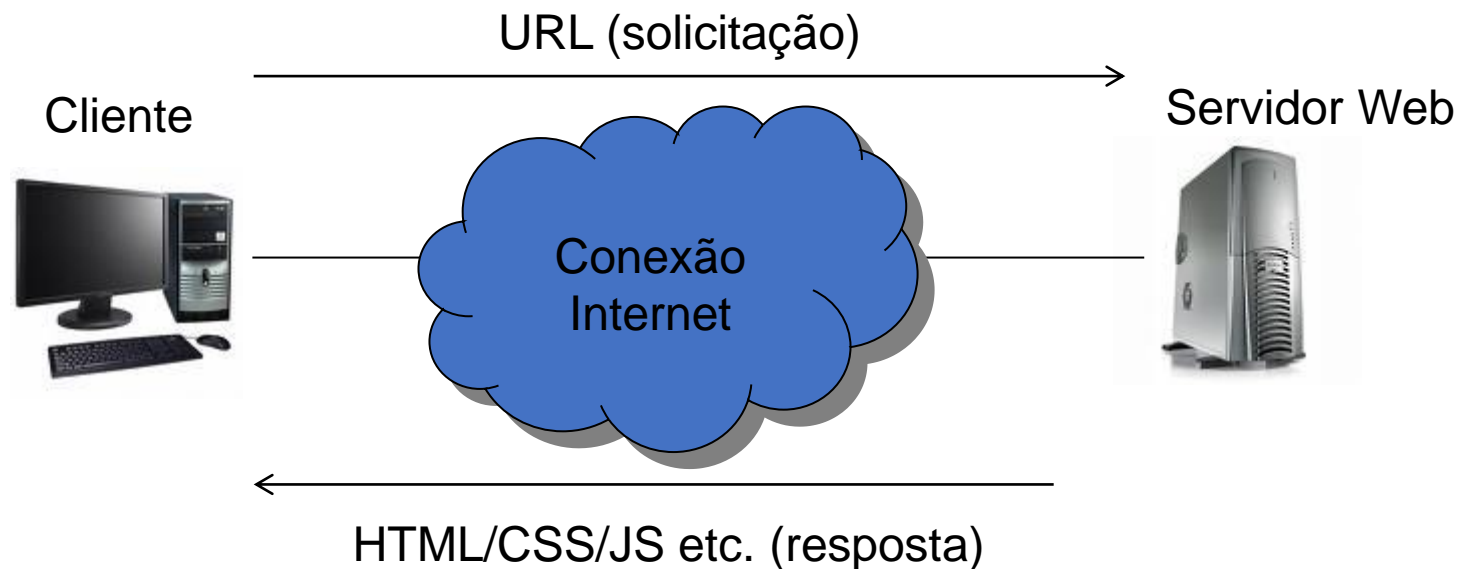 URL (solicitação)
Cliente
Servidor Web
Conexão
Internet
HTML/CSS/JS etc. (resposta)